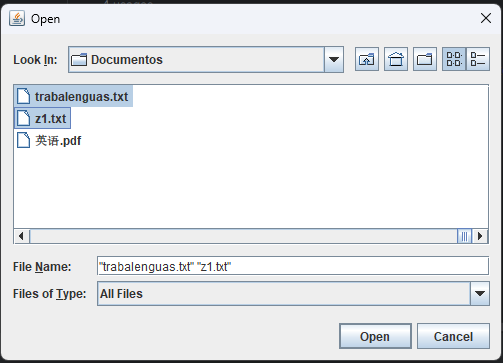 Open
Look In:
Documentos
trabalenguas.txt
z1.txt
英语.pdf
File Name:
"trabalenguas.txt" "z1.txt"
Files of Type:
All Files
Open
Cancel